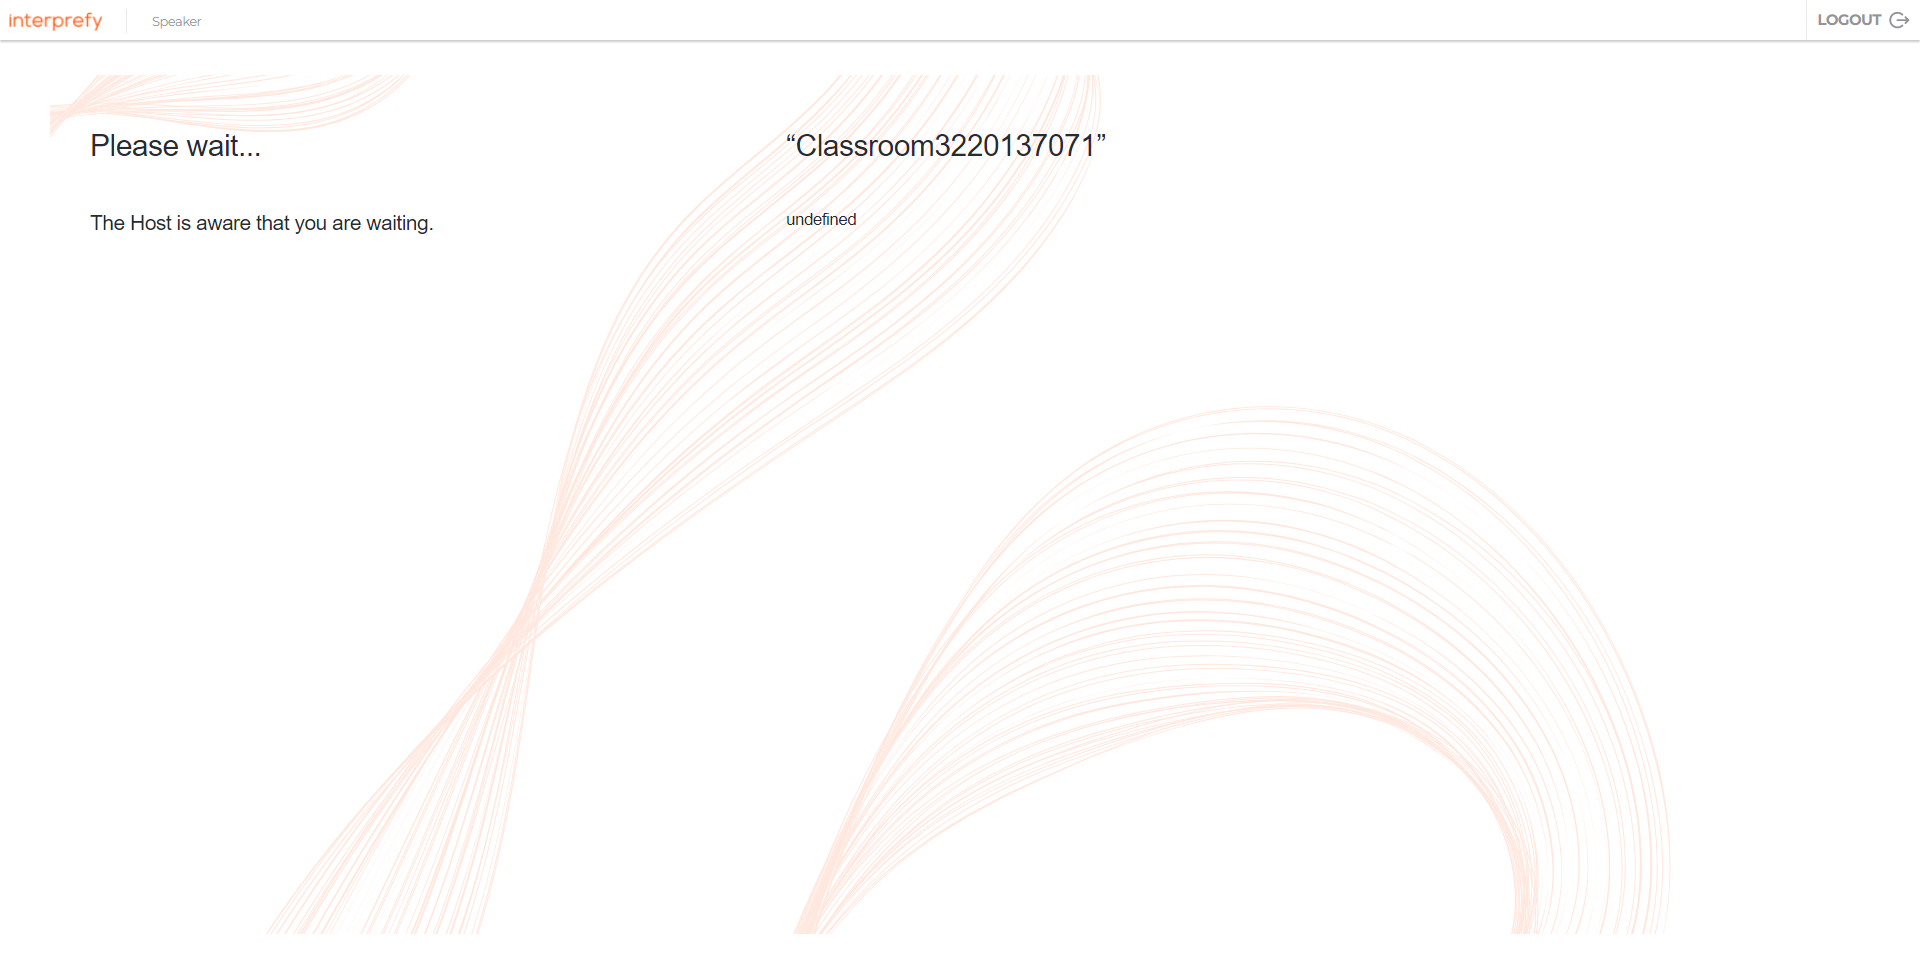 interprefy
Speaker
LOGOUT
Please wait...
“Classroom3220137071”
The Host is aware that you are waiting.
undefined